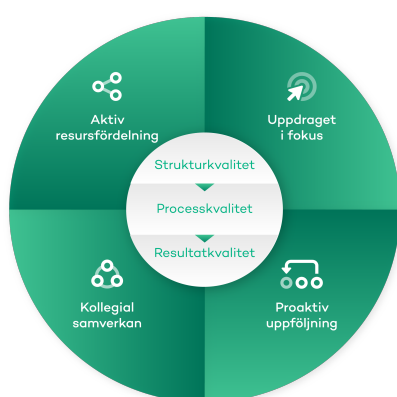 Aktiv
resursfördelning
Uppdraget
i fokus
Strukturkvalitet
Processkvalitet
Resultatkvalitet
Kollegial
samverkan
Proaktiv
uppföljning